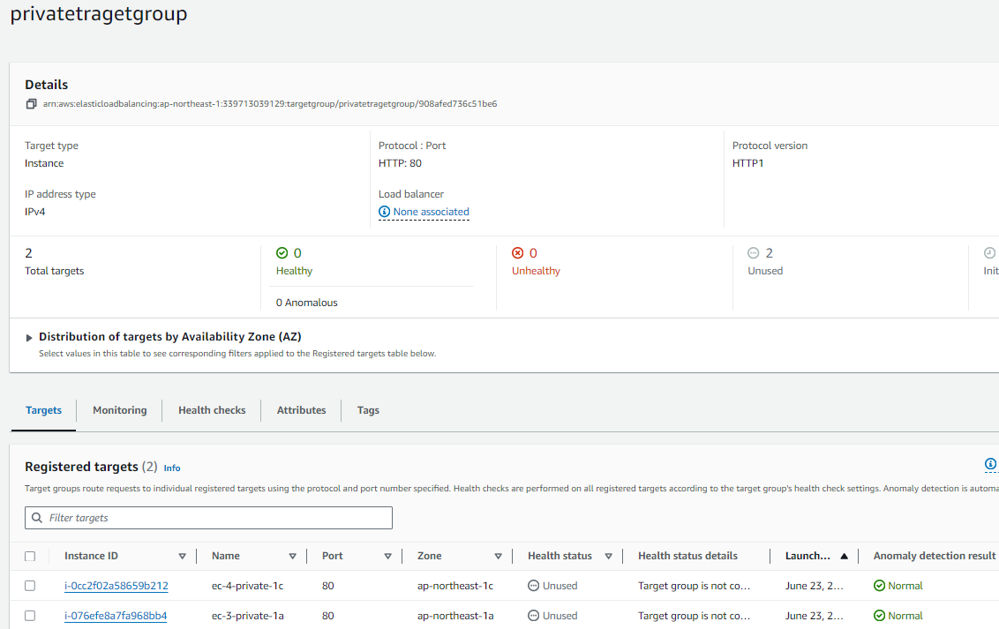 privatetragetgroup
Details
arn:aws:elasticloadbalancing:ap-northeast-1:339713039129:targetgroup/privatetragetgroup/908afed736c51be6
Target type
Instance
Protocol : Port
HTTP: 80
Protocol version
HTTP1
IP address type
IPv4
Load balancer
None associated
2
Total targets
0
Healthy
0 Anomalous
0
Unhealthy
2
Unused
Init
Distribution of targets by Availability Zone (AZ)
Select values in this table to see corresponding filters applied to the Registered targets table below.
Targets Monitoring Health checks Attributes Tags
Registered targets (2) Info
Target groups route requests to individual registered targets using the protocol and port number specified. Health checks are performed on all registered targets according to the target group's health check settings. Anomaly detection is automa
Filter targets
Instance ID Name Port Zone Health status Health status details Launch... Anomaly detection result
i-0cc2f02a58659b212 ec-4-private-1c 80 ap-northeast-1c Unused Target group is not co... June 23, 2... Normal
i-076efe8a7fa968bb4 ec-3-private-1a 80 ap-northeast-1a Unused Target group is not co... June 23, 2... Normal